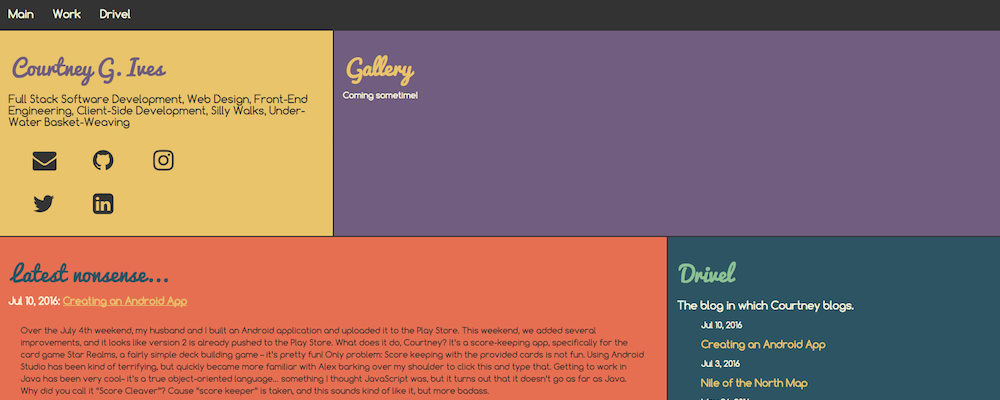 Main Work Drivel
Courtney G. Ives
Full Stack Software Development, Web Design, Front-End
Engineering, Client-Side Development, Silly Walks, Under-
Water Basket-Weaving
Gallery
Coming sometime!
Latest nonsense...
Jul 10, 2016: Creating an Android App
Over the July 4th weekend, my husband and I built an Android application and uploaded it to the Play Store. This weekend, we added several
improvements, and it looks like version 2 is already pushed to the Play Store. What does it do, Courtney? It's a score-keeping app, specifically for the
card game Star Realms, a fairly simple deck building game – it's pretty fun! Only problem: Score keeping with the provided cards is not fun. Using Android
Studio has been kind of terrifying, but quickly became more familiar with Alex barking over my shoulder to click this and type that. Getting to work in
Java has been very cool– it's a true object-oriented language... something I thought JavaScript was, but it turns out that it doesn't go as far as Java.
Why did you call it "Score Cleaver"? Cause "score keeper" is taken, and this sounds kind of like it, but more badass.
Drivel
The blog in which Courtney blogs.
Jul 10, 2016
Creating an Android App
Jul 3, 2016
Nile of the North Map